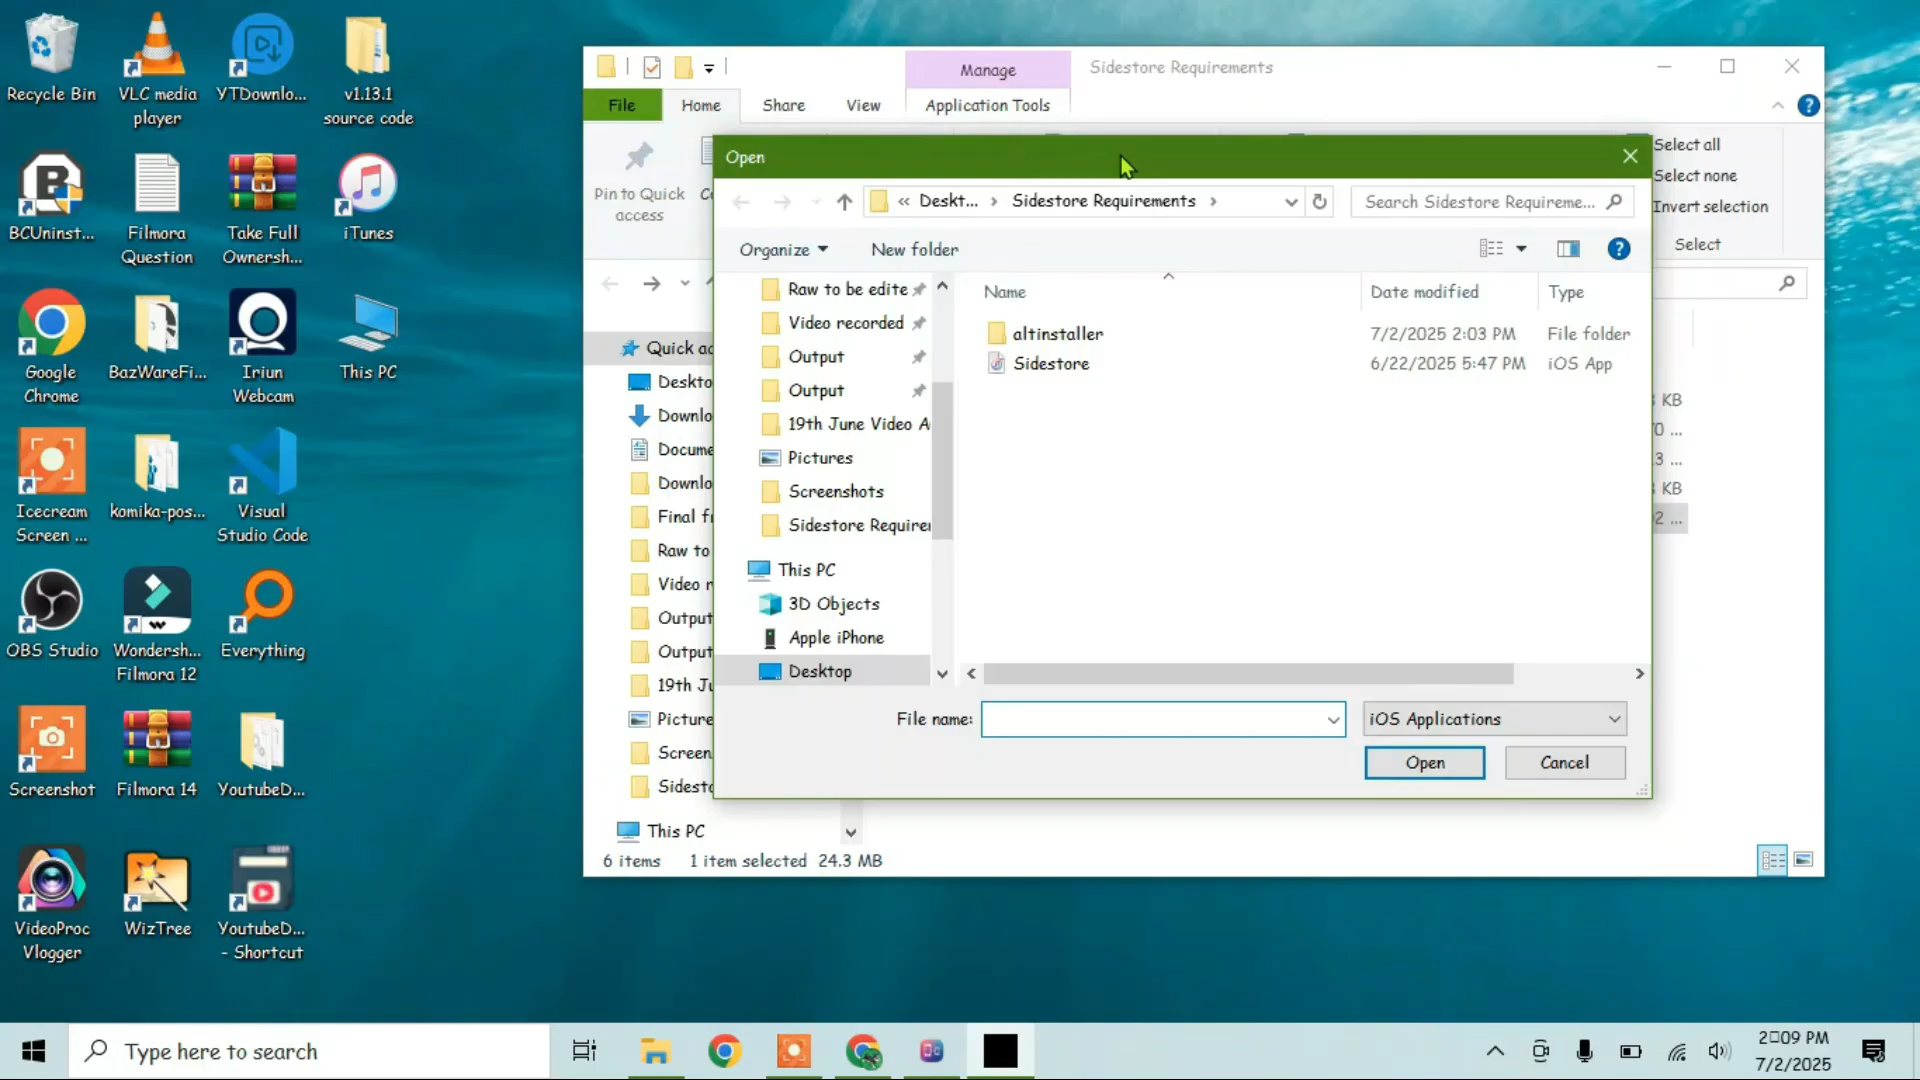 Recycle Bin
VLC media
player
YTDownlo...
v1.13.1
source code
BCUninst...
Filmora
Question
Take Full
Ownersh...
iTunes
Google
Chrome
BazWareFi...
Iriun
Webcam
This PC
Icecream
Screen ...
komika-pos...
Visual
Studio Code
OBS Studio
Wondersh...
Filmora 12
Everything
Screenshot
Filmora 14
YoutubeD...
VideoProc
Vlogger
WizTree
YoutubeD...
- Shortcut
Manage
Sidestore Requirements
File
Home
Share
View
Application Tools
Pin to Quick
access
Select all
Select none
Invert selection
Select
Quick ac
Deskto
Downlo
Docume
Downlo
Final fr
Raw to
Video r
Output
Output
19th Ju
Picture
Screen
Sidesto
This PC
KB
KB
6 items 1 item selected 24.3 MB
Open
« Deskt... › Sidestore Requirements ›
Search Sidestore Requireme...
Organize
New folder
Raw to be edite
Video recorded
Output
Output
19th June Video A
Pictures
Screenshots
Sidestore Require
This PC
3D Objects
Apple iPhone
Desktop
Name Date modified Type
altinstaller 7/2/2025 2:03 PM File folder
Sidestore 6/22/2025 5:47 PM iOS App
File name:
iOS Applications
Open
Cancel
Type here to search
2▯09 PM
7/2/2025